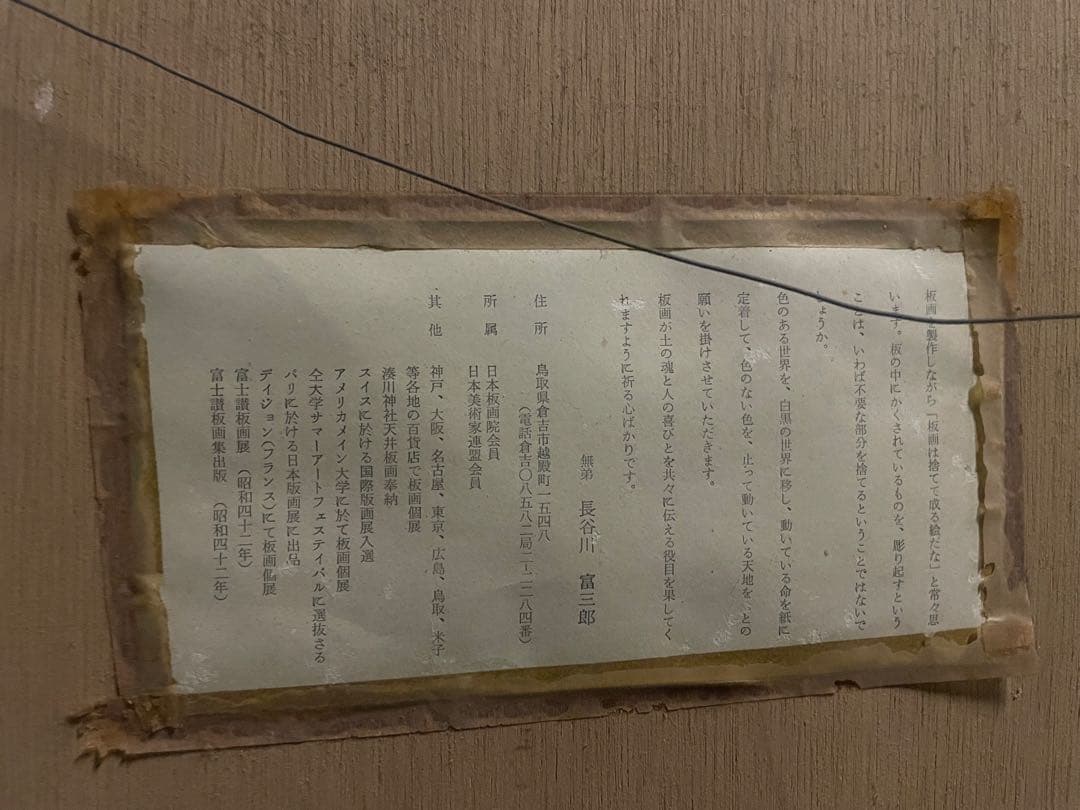 板画を製作しながら「板画は捨てて成る絵だな」と常々思
います。板の中にかくされているものを、彫り起すという
ことは、いわば不要な部分を捨てるということではないで
しょうか。
色のある世界を、白黒の世界に移し、動いている命を紙に
定着して、色のない色を、止って動いている天地を、との
願いを掛けさせていただきます。
板画が土の魂と人の喜びとを共々に伝える役目を果してく
れますように祈る心ばかりです。
無弟 長谷川 富三郎
住所 鳥取県倉吉市越殿町一五四八
(電話倉吉〇八五八二局二―二二八四番)
所属 日本板画院会員
日本美術家連盟会員
其他 神戸、大阪、名古屋、東京、広島、鳥取、米子
等各地の百貨店で板画個展
湊川神社天井板画奉納
スイスに於ける国際版画展入選
アメリカメイン大学に於て板画個展
仝大学サマーアートフェスティバルに選抜さる
パリに於ける日本版画展に出品
ディジョン(フランス)にて板画個展
富士讃板画展 (昭和四十二年)
富士讃板画集出版 (昭和四十二年)